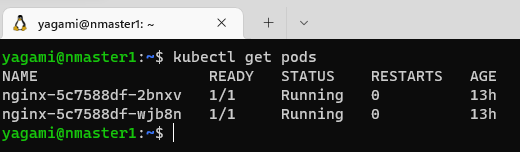 yagami@nmaster1: ~
yagami@nmaster1:~$ kubectl get pods
NAME READY STATUS RESTARTS AGE
nginx-5c7588df-2bnxv 1/1 Running 0 13h
nginx-5c7588df-wjb8n 1/1 Running 0 13h
yagami@nmaster1:~$